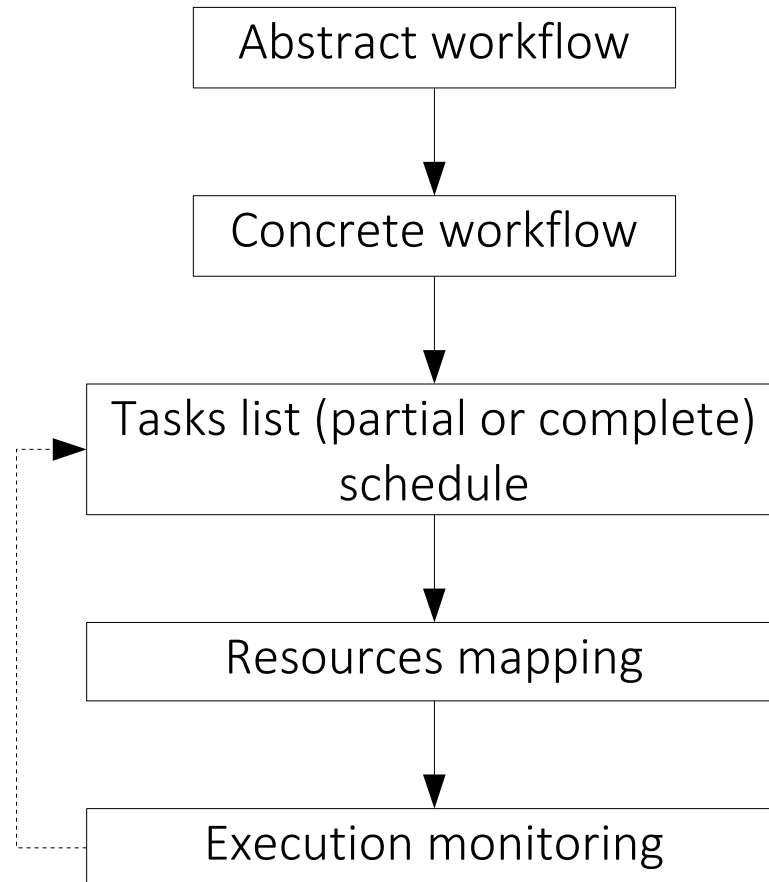 Abstract workflow
Concrete workflow
Tasks list (partial or complete)
schedule
Resources mapping
Execution monitoring